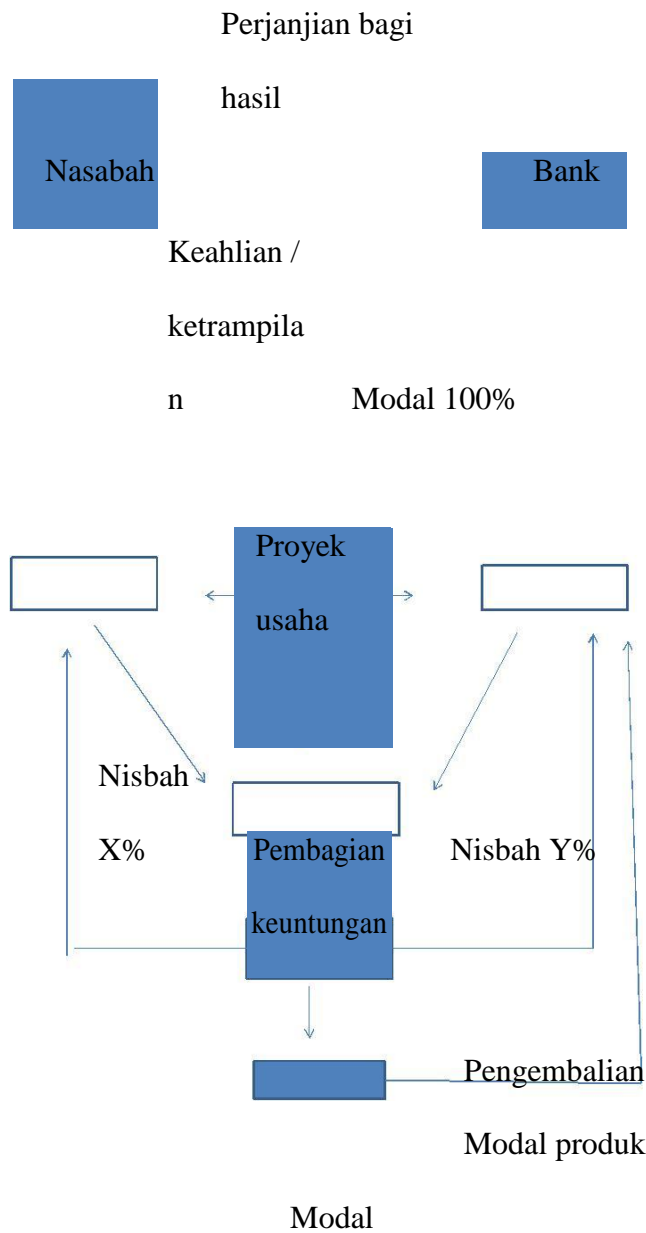 Perjanjian bagi
hasil
Nasabah
Bank
Keahlian /
ketrampila
n
Modal 100%
Proyek
usaha
Nisbah
X%
Pembagian
keuntungan
Nisbah Y%
Pengembalian
Modal produk
Modal